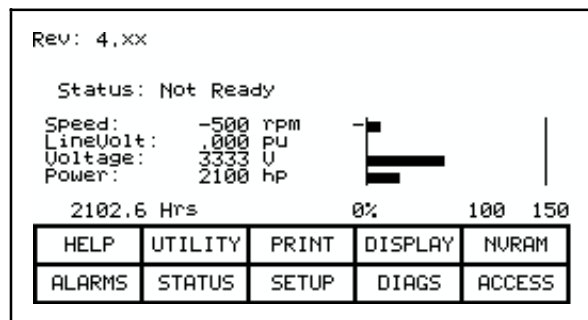 Rev: 4.xx
Status: Not Ready
Speed: -500 rpm
LineVolt: .000 pu
Voltage: 3333 V
Power: 2100 hp
2102.6 Hrs 0% 100 150
HELP UTILITY PRINT DISPLAY NVRAM
ALARMS STATUS SETUP DIAGS ACCESS